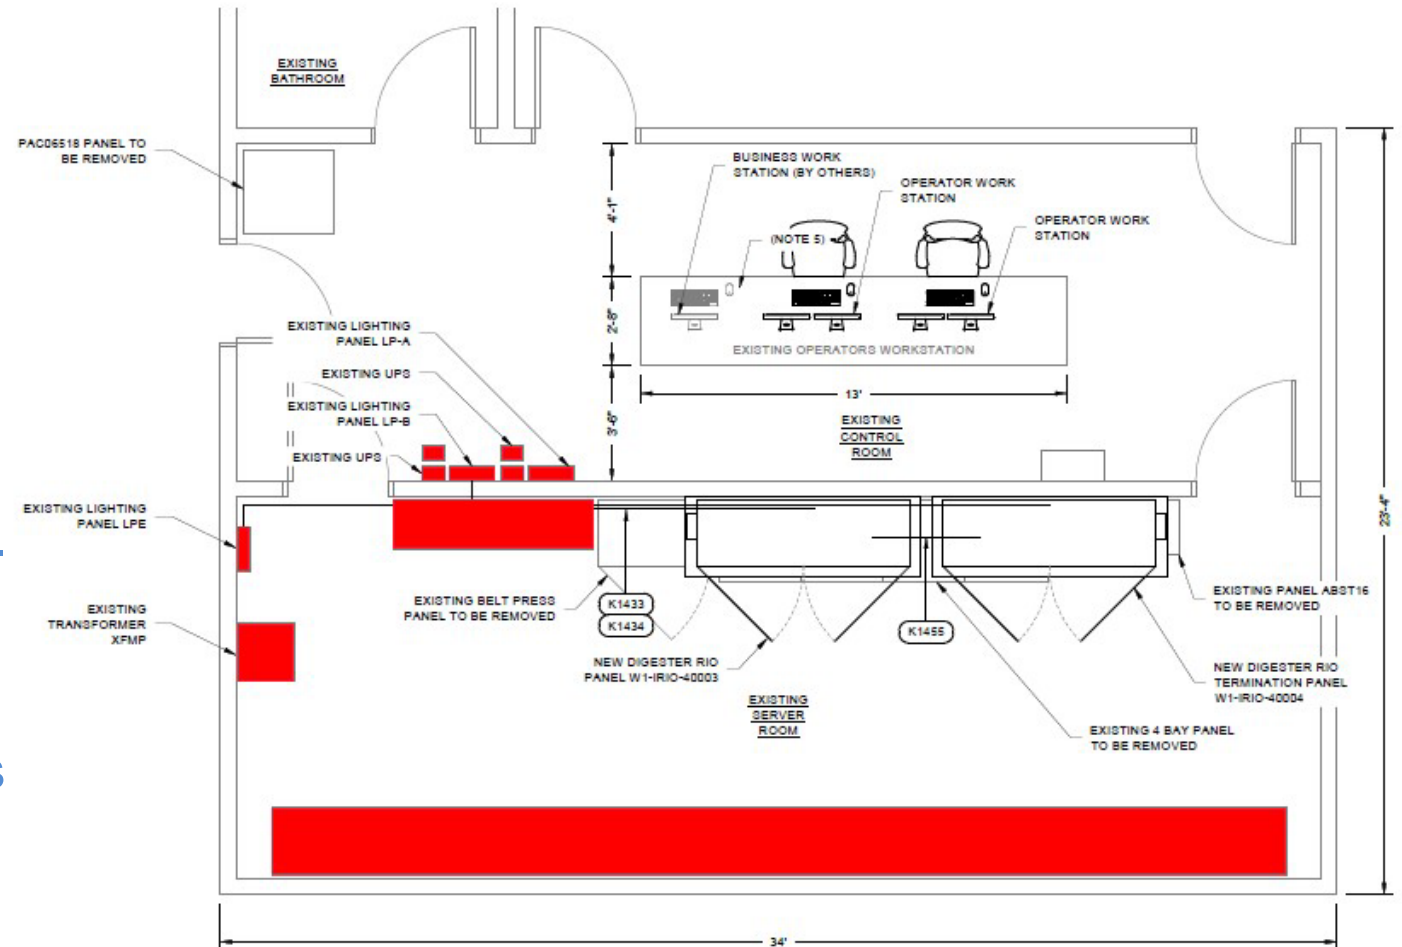 EXISTING
BATHROOM
PAC06518 PANEL TO
BE REMOVED
BUSINESS WORK
STATION (BY OTHERS)
OPERATOR WORK
STATION
OPERATOR WORK
STATION
(NOTE 5)
4'-1"
2'-8"
3'-6"
EXISTING OPERATORS WORKSTATION
13'
EXISTING
CONTROL
ROOM
EXISTING LIGHTING
PANEL LP-A
EXISTING UPS
EXISTING LIGHTING
PANEL LP-B
EXISTING UPS
EXISTING LIGHTING
PANEL LPE
EXISTING
TRANSFORMER
XFMP
EXISTING BELT PRESS
PANEL TO BE REMOVED
K1433
K1434
K1455
NEW DIGESTER RIO
PANEL W1-IRIO-40003
EXISTING
SERVER
ROOM
EXISTING PANEL ABST16
TO BE REMOVED
NEW DIGESTER RIO
TERMINATION PANEL
W1-IRIO-40004
EXISTING 4 BAY PANEL
TO BE REMOVED
23'-4"
34'